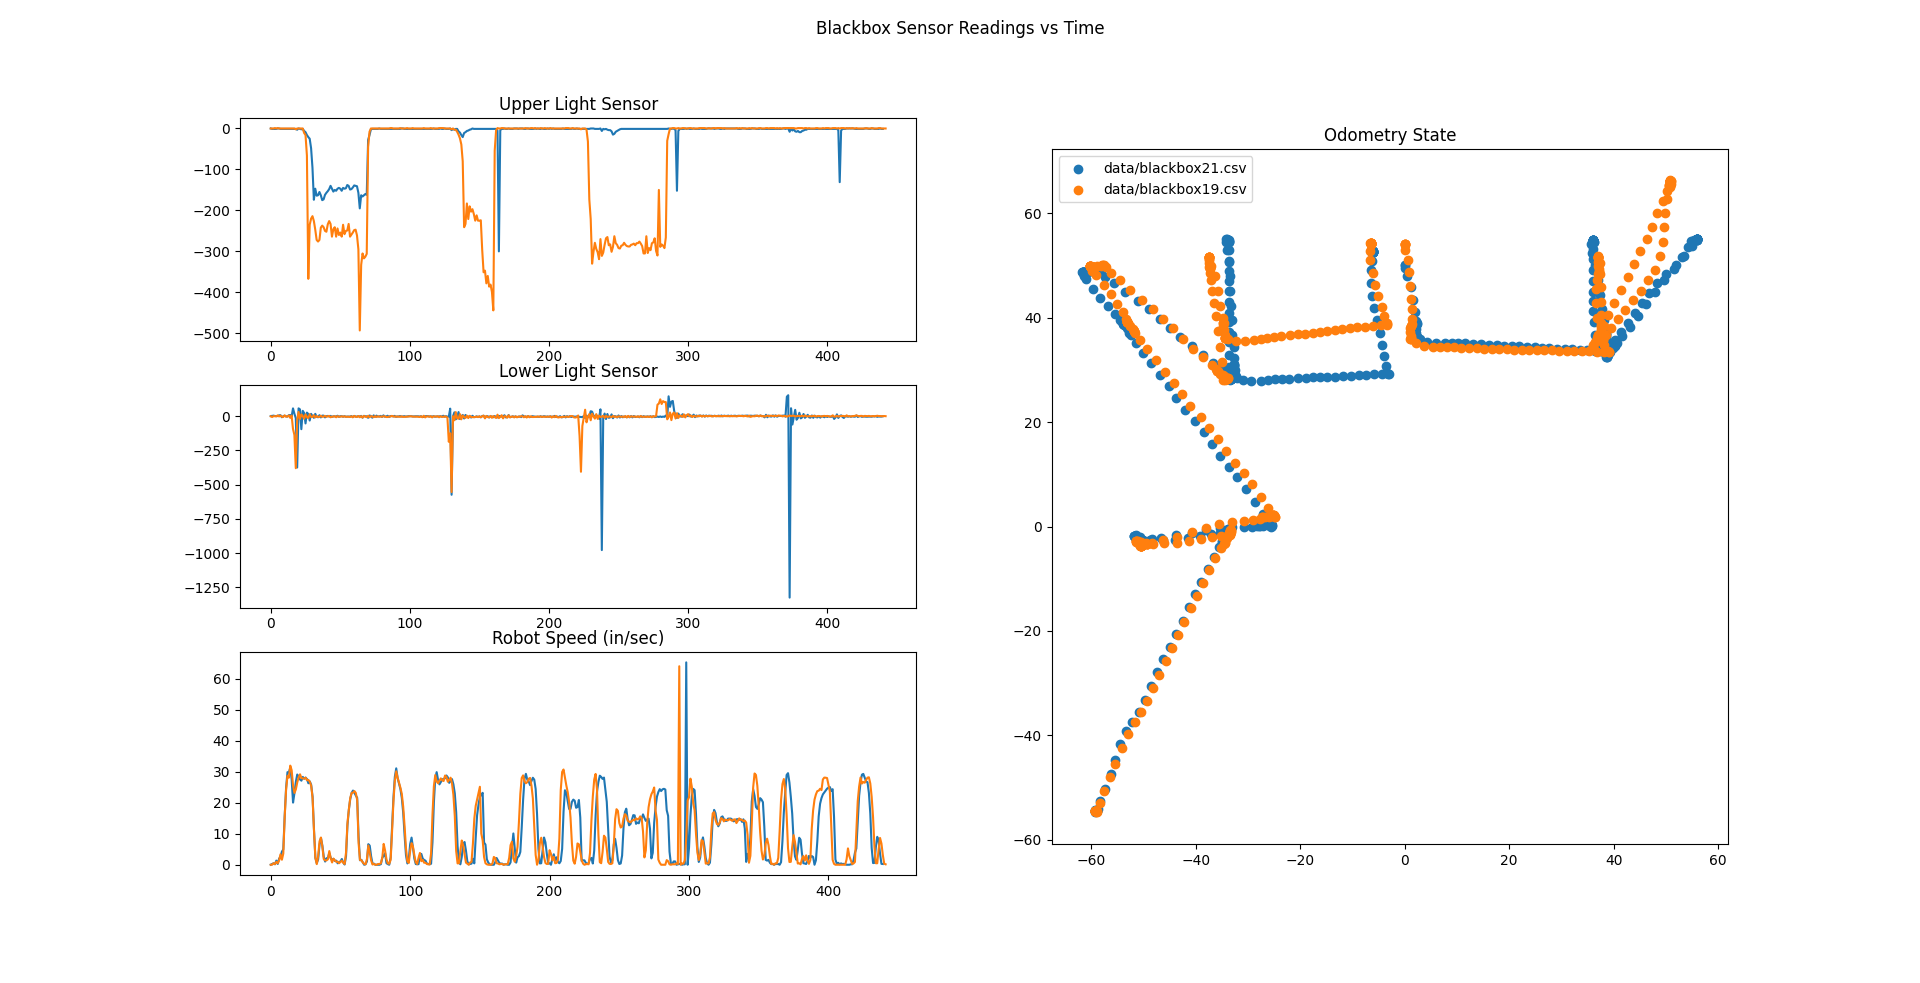 Blackbox Sensor Readings vs Time
Upper Light Sensor
0
−100
−200
−300
−400
−500
0 100 200 300 400
Lower Light Sensor
0
−250
−500
−750
−1000
−1250
0 100 200 300 400
Robot Speed (in/sec)
60
50
40
30
20
10
0
0 100 200 300 400
Odometry State
data/blackbox21.csv
data/blackbox19.csv
60
40
20
0
−20
−40
−60
−60 −40 −20 0 20 40 60